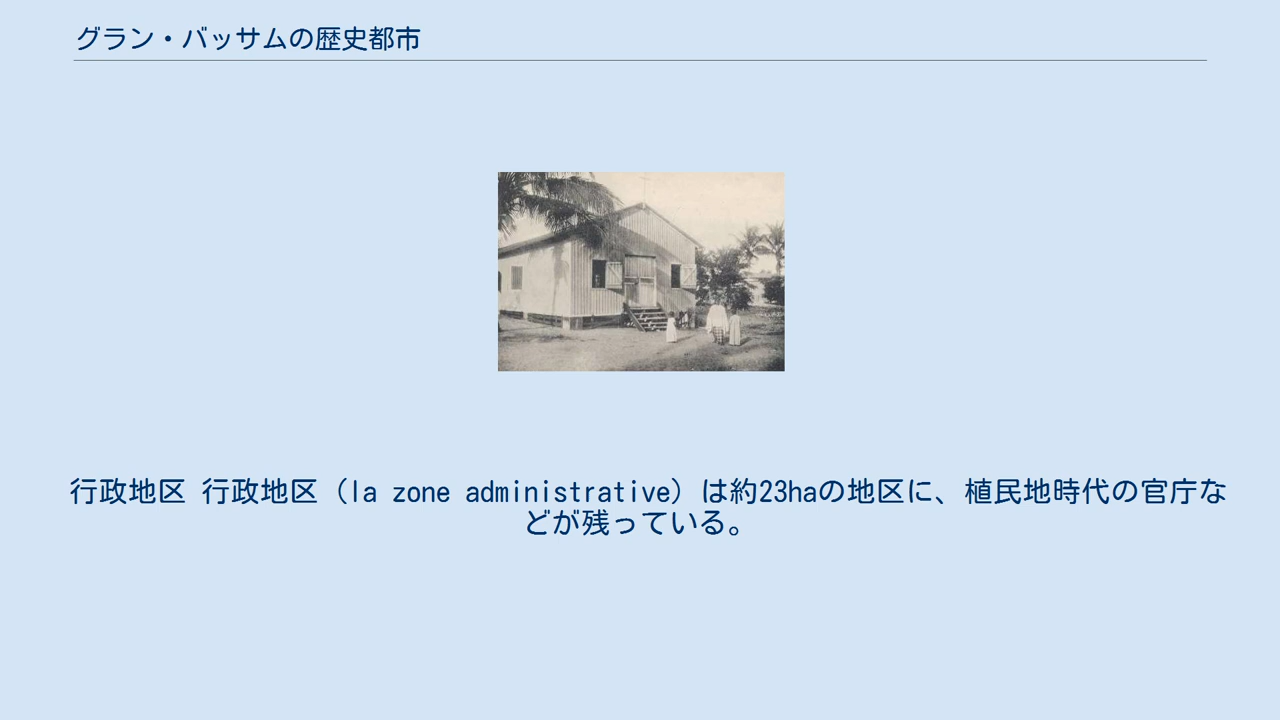 グラン・バッサムの歴史都市
行政地区 行政地区（la zone administrative）は約23haの地区に、植民地時代の官庁な
どが残っている。